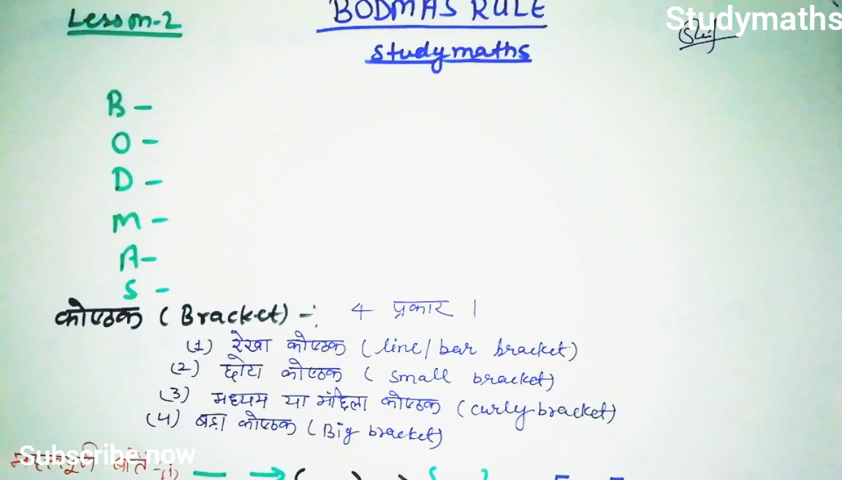 Lesson-2
BODMAS RULE
Studymaths
studymaths
B -
O -
D -
M -
A -
S -
कोष्ठक (Bracket) -: 4 प्रकार ।
(1) रेखा कोष्ठक (line/bar bracket)
(2) छोटा कोष्ठक ( small bracket)
(3) मध्यम या मंझिला कोष्ठक (curly bracket)
(4) बड़ा कोष्ठक (Big bracket)
Subscribe now